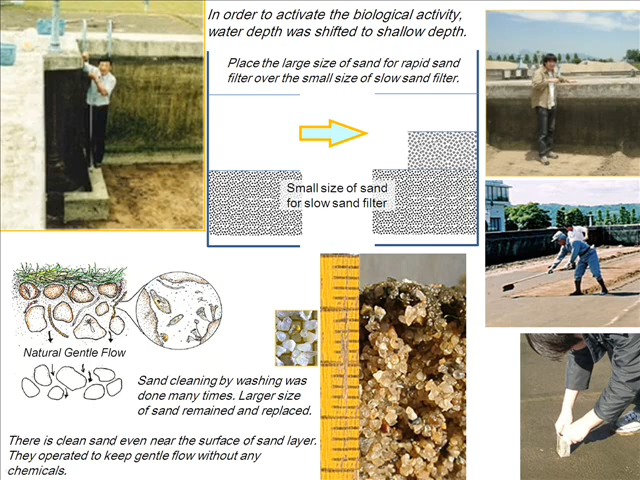 In order to activate the biological activity,
water depth was shifted to shallow depth.
Place the large size of sand for rapid sand
filter over the small size of slow sand filter.
Small size of sand
for slow sand filter
Natural Gentle Flow
Sand cleaning by washing was
done many times. Larger size
of sand remained and replaced.
There is clean sand even near the surface of sand layer.
They operated to keep gentle flow without any
chemicals.